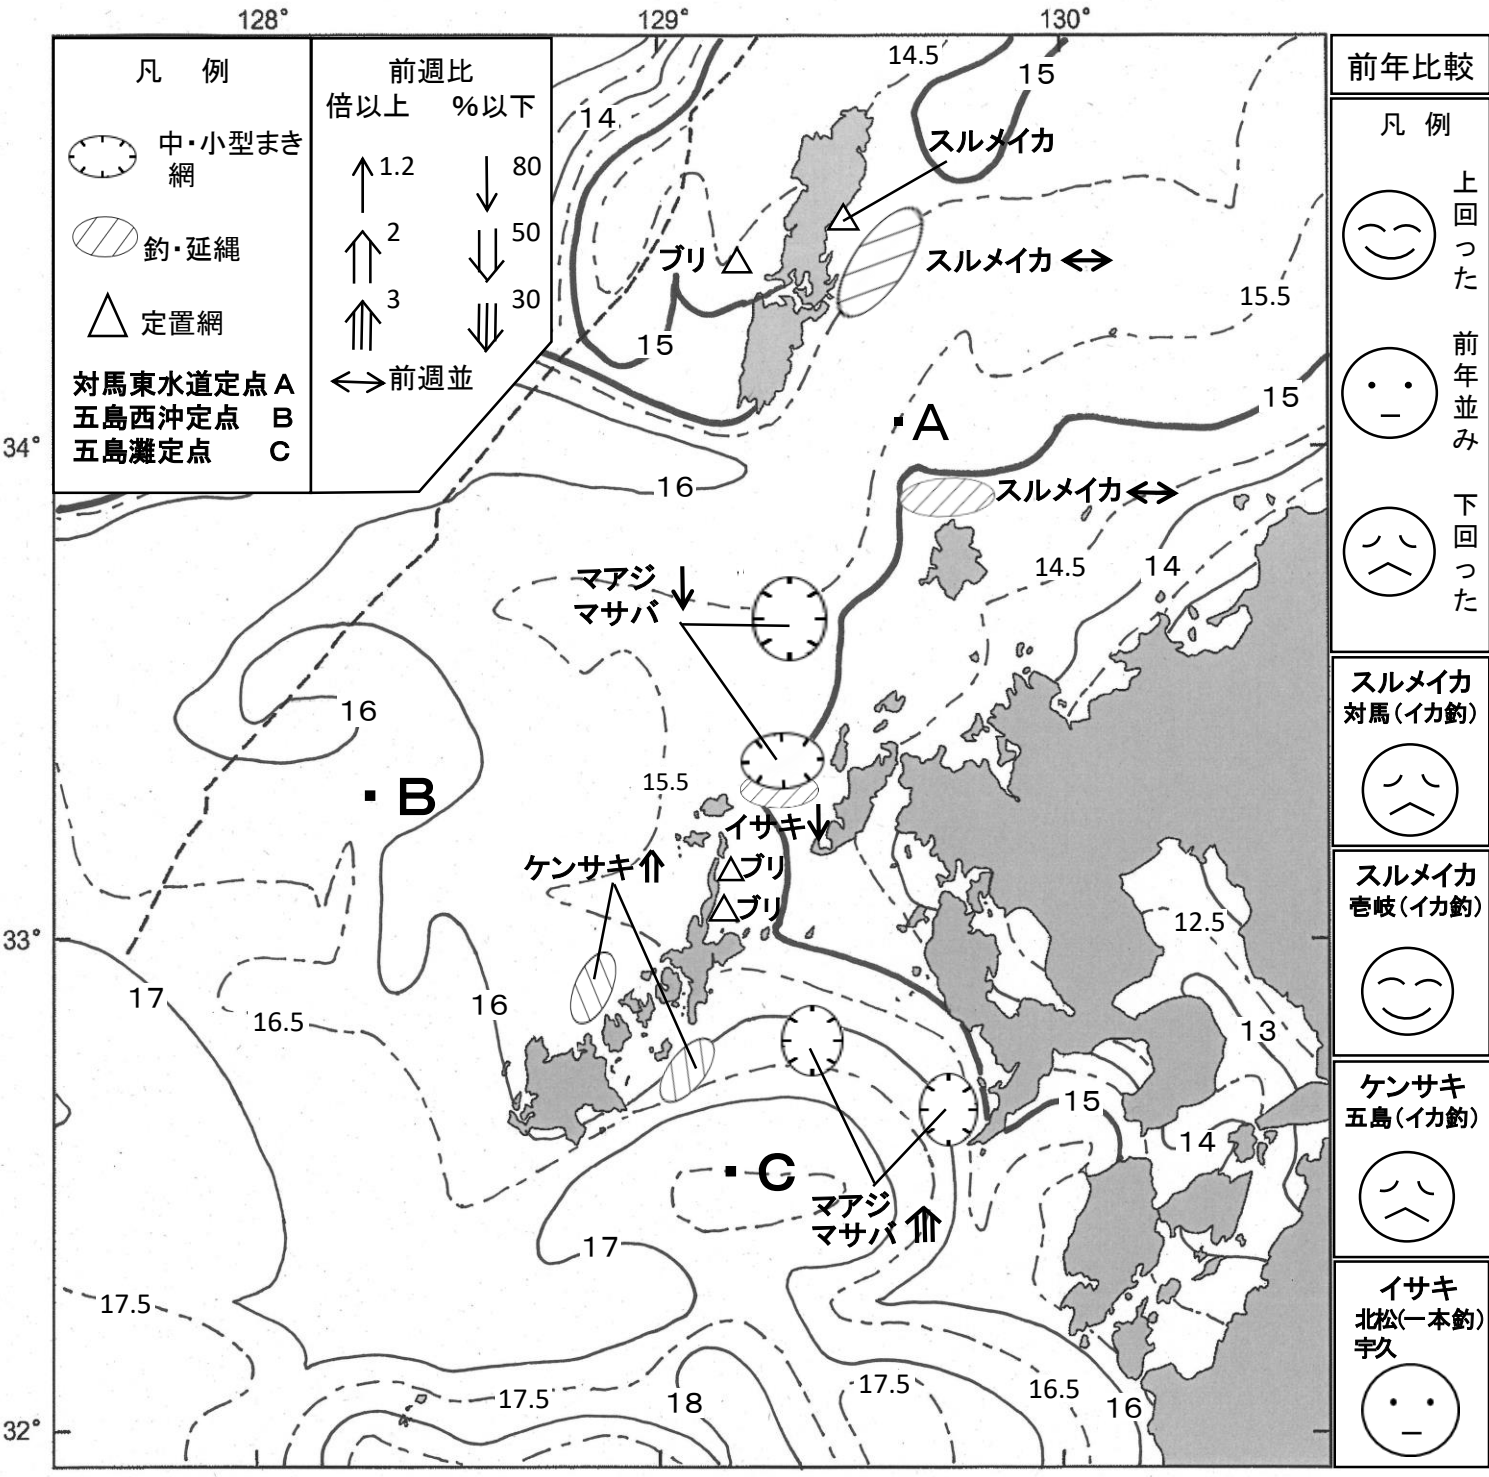 128°
129°
130°
34°
33°
32°
凡 例
中・小型まき
網
釣・延縄
定置網
対馬東水道定点 A
五島西沖定点 B
五島灘定点 C
前週比
倍以上 %以下
1.2 80
2 50
3 30
前週並
14.5
15
14
スルメイカ
ブリ
スルメイカ
15.5
15
15
A
16
スルメイカ
14.5
14
マアジ
マサバ
16
B
15.5
イサキ
ケンサキ
ブリ
ブリ
12.5
17
16
16.5
13
15
14
C
マアジ
マサバ
17
17.5
17.5
18
17.5
16.5
16
前年比較
凡 例
上回った
前年並み
下回った
スルメイカ
対馬(イカ釣)
スルメイカ
壱岐(イカ釣)
ケンサキ
五島(イカ釣)
イサキ
北松(一本釣)
宇久